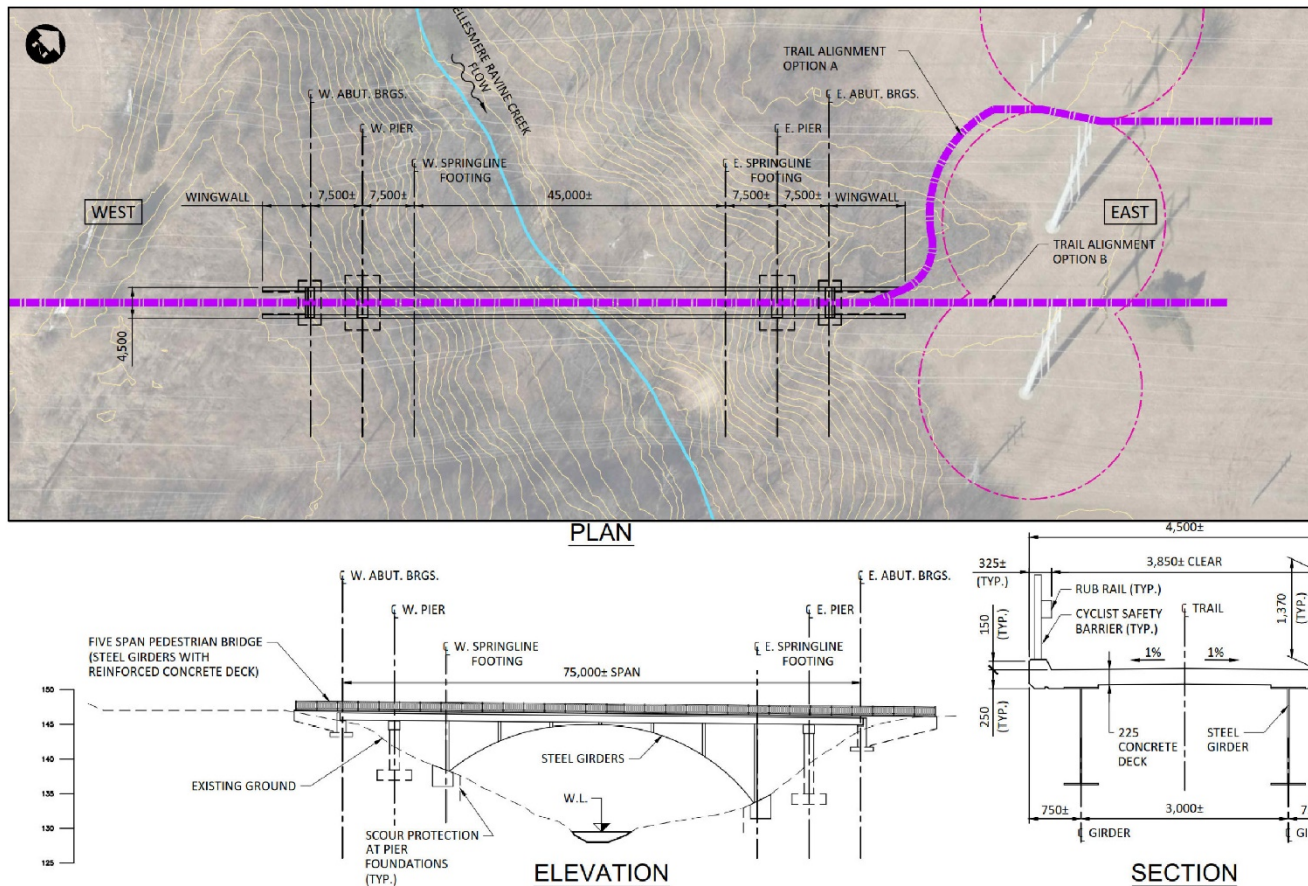 ELLESMERE RAVINE CREEK
FLOW
TRAIL ALIGNMENT
OPTION A
℄ W. ABUT. BRGS.
℄ E. ABUT. BRGS.
℄ W. PIER
℄ E. PIER
℄ W. SPRINGLINE
FOOTING
℄ E. SPRINGLINE
FOOTING
WINGWALL
7,500±
7,500±
45,000±
7,500±
7,500±
WINGWALL
WEST
EAST
TRAIL ALIGNMENT
OPTION B
4,500
PLAN
℄ W. ABUT. BRGS.
℄ E. ABUT. BRGS.
℄ W. PIER
℄ E. PIER
FIVE SPAN PEDESTRIAN BRIDGE
(STEEL GIRDERS WITH
REINFORCED CONCRETE DECK)
℄ W. SPRINGLINE
FOOTING
℄ E. SPRINGLINE
FOOTING
75,000± SPAN
150
145
140
135
130
125
STEEL GIRDERS
EXISTING GROUND
W.L.
SCOUR PROTECTION
AT PIER
FOUNDATIONS
(TYP.)
ELEVATION
4,500±
325±
(TYP.)
3,850± CLEAR
RUB RAIL (TYP.)
CYCLIST SAFETY
BARRIER (TYP.)
℄ TRAIL
1,370
(TYP.)
150
(TYP.)
1%
1%
250
(TYP.)
225
CONCRETE
DECK
STEEL
GIRDER
750±
3,000±
7
℄ GIRDER
℄ GI
SECTION